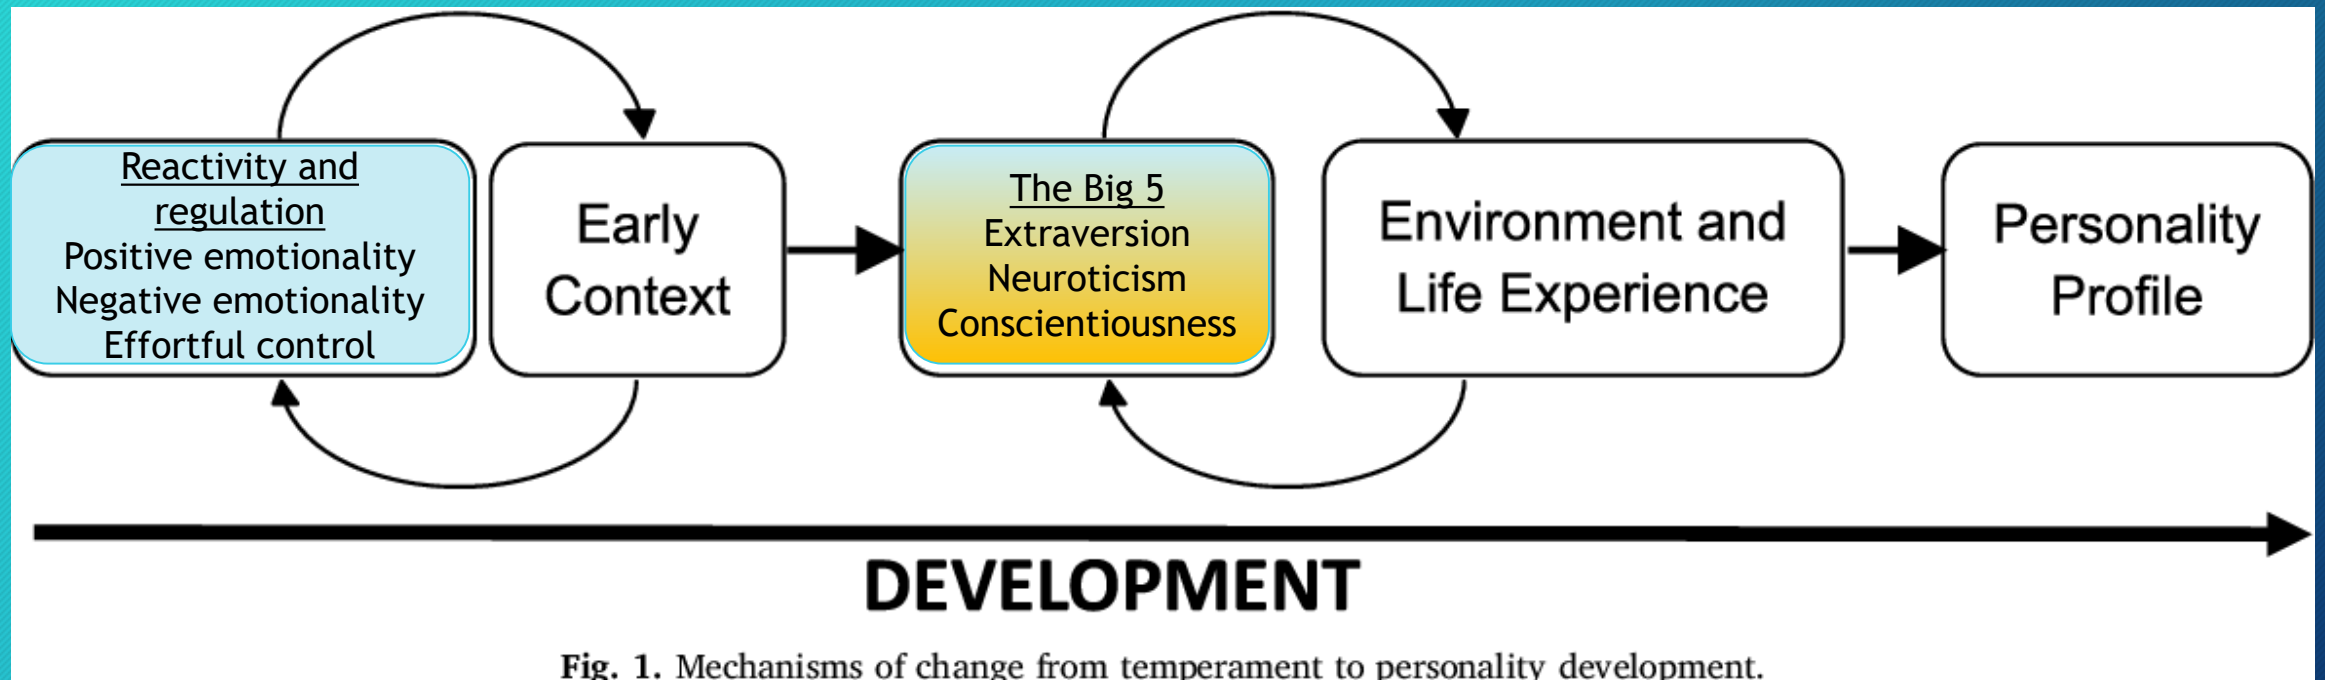 Reactivity and
regulation
Positive emotionality
Negative emotionality
Effortful control
Early
Context
The Big 5
Extraversion
Neuroticism
Conscientiousness
Environment and
Life Experience
Personality
Profile
DEVELOPMENT
Fig. 1. Mechanisms of change from temperament to personality development.